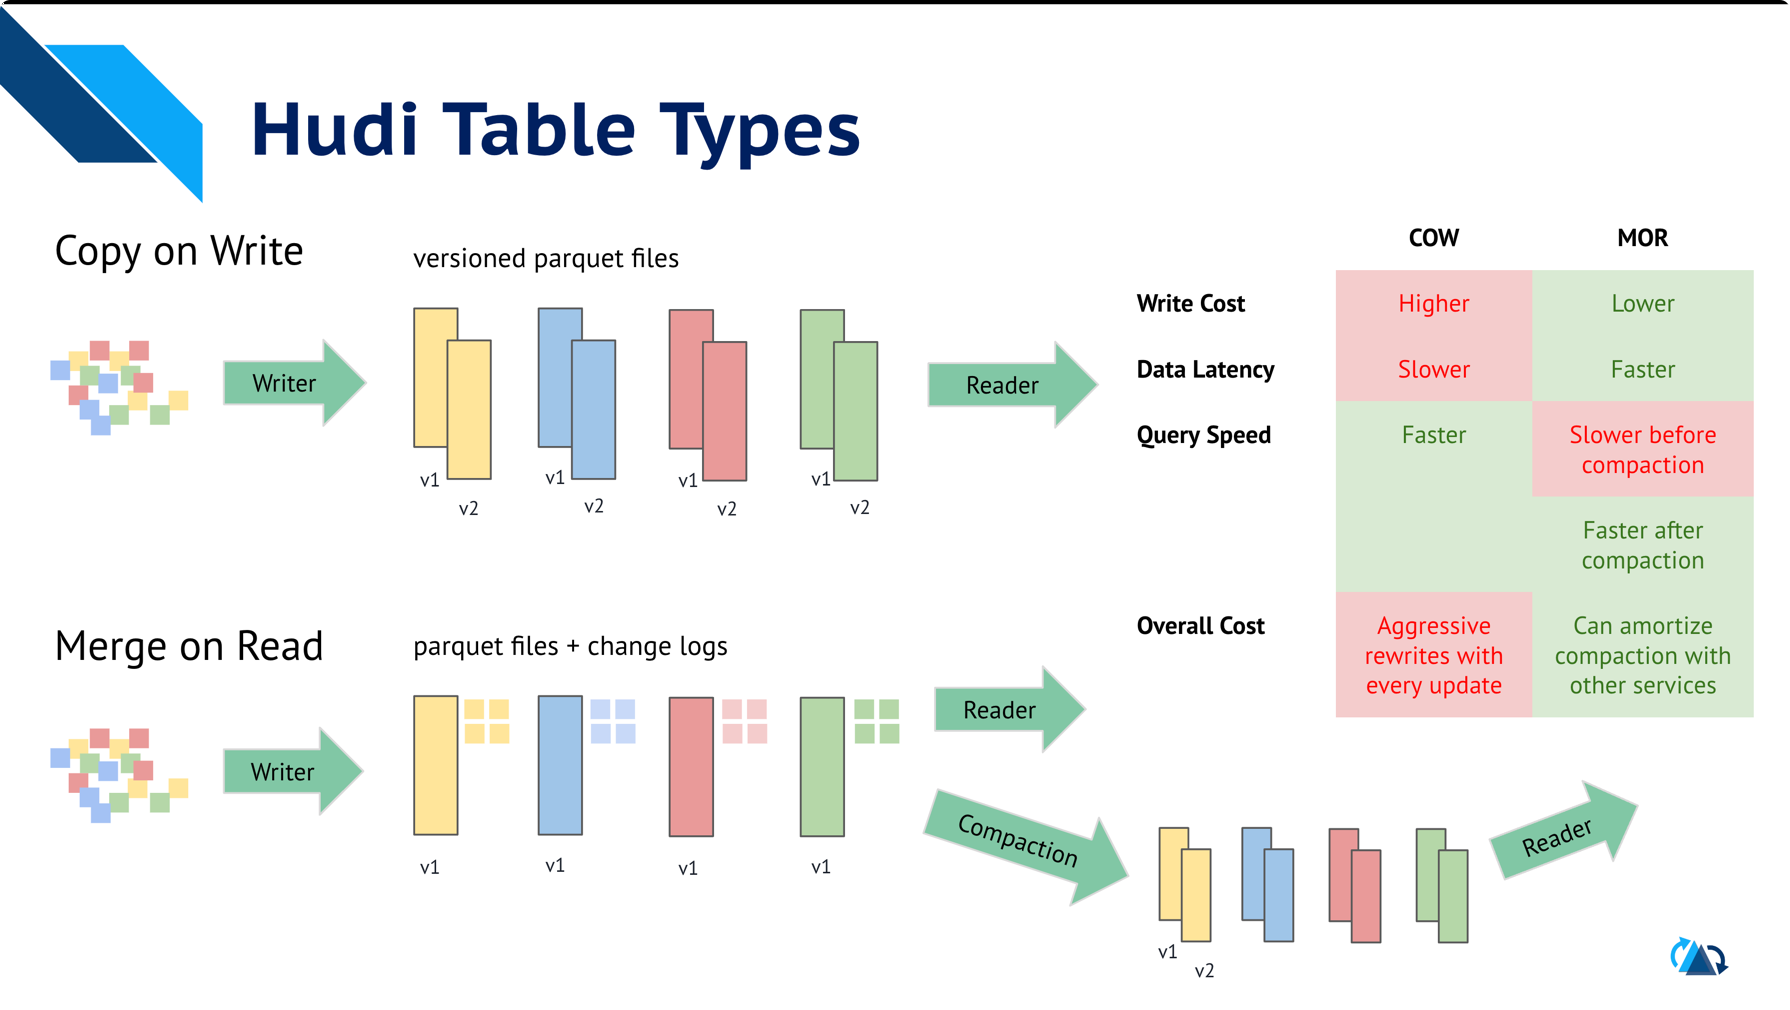 Hudi Table Types
Copy on Write
versioned parquet files
Writer
v1
v2
v1
v2
v1
v2
v1
v2
Reader
COW
MOR
Write Cost
Higher
Lower
Data Latency
Slower
Faster
Query Speed
Faster
Slower before
compaction
Faster after
compaction
Overall Cost
Aggressive
rewrites with
every update
Can amortize
compaction with
other services
Merge on Read
parquet files + change logs
Writer
v1
v1
v1
v1
Reader
Compaction
v1
v2
Reader